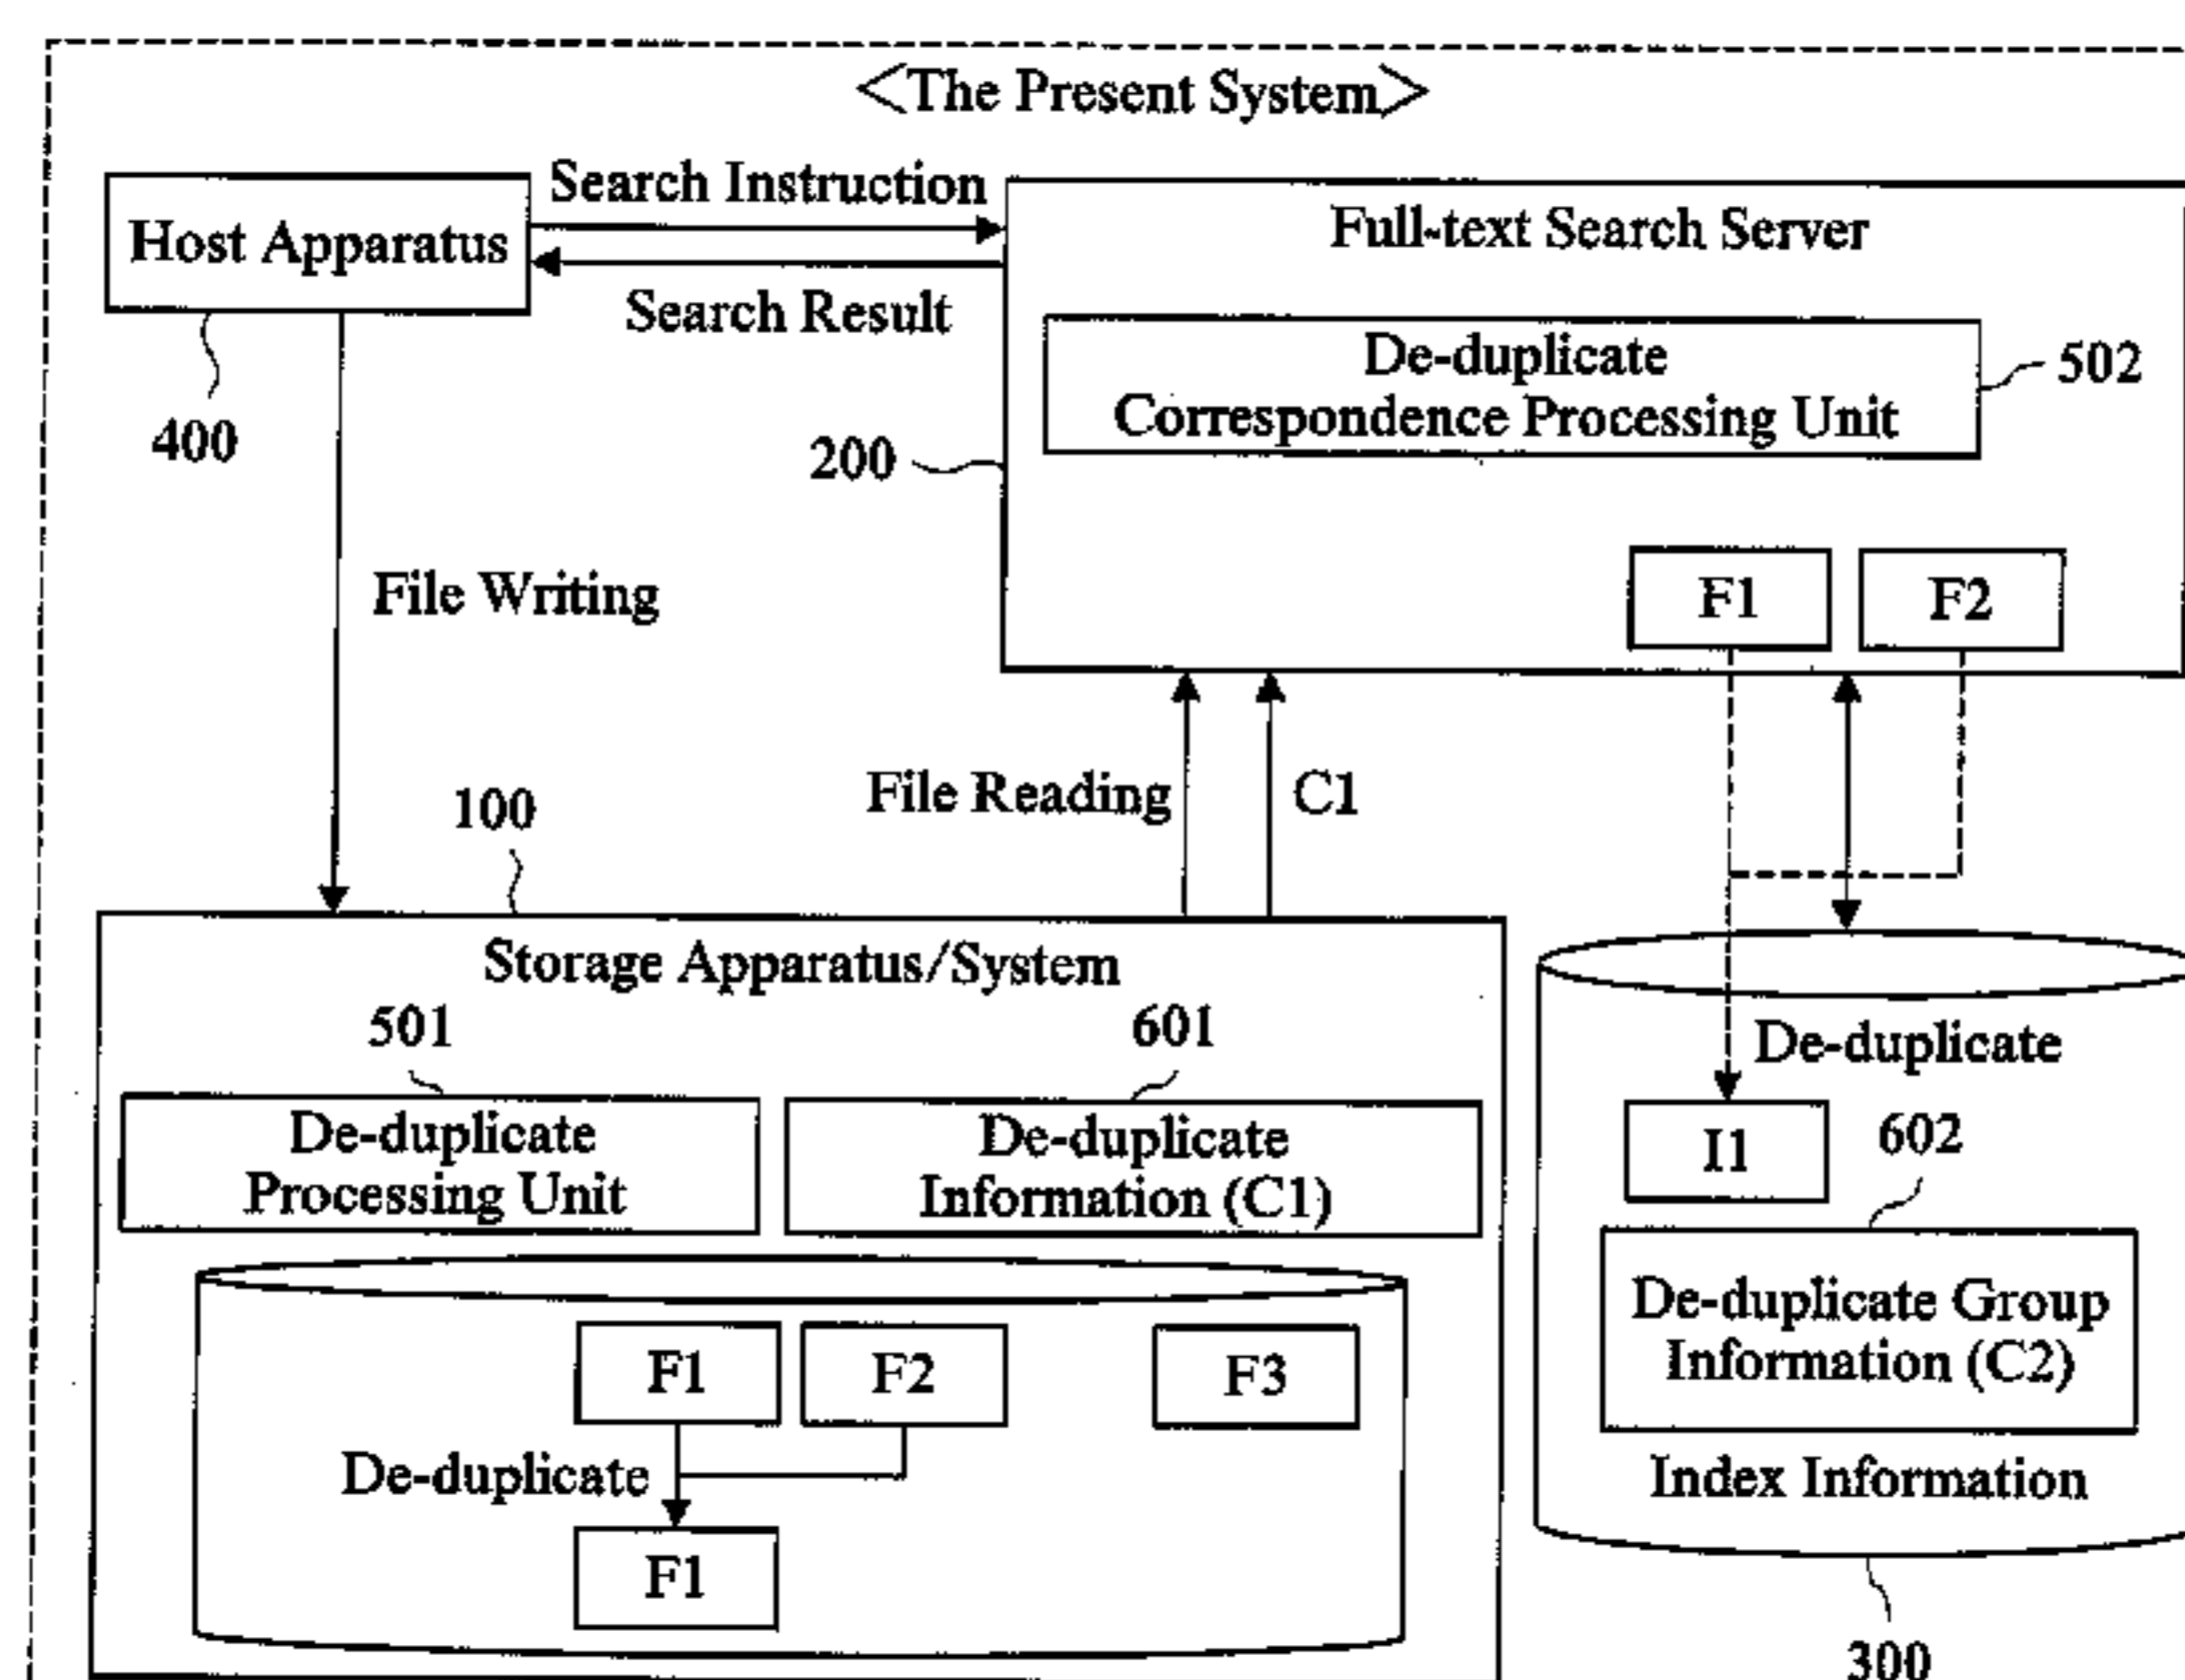 <The Present System>
Search Instruction
Host Apparatus
Search Result
400
Full-text Search Server
De-duplicate
Correspondence Processing Unit
502
200
F1
F2
File Writing
File Reading
C1
100
Storage Apparatus/System
501
601
De-duplicate
Processing Unit
De-duplicate
Information (C1)
F1
F2
F3
De-duplicate
F1
De-duplicate
I1
602
De-duplicate Group
Information (C2)
Index Information
300